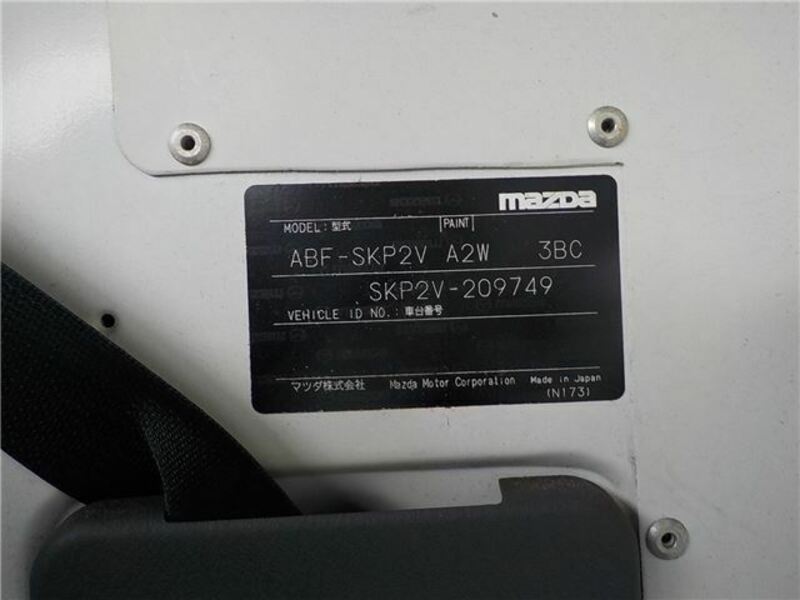 mazda
MODEL: 型式 PAINT
ABF-SKP2V A2W 3BC
SKP2V-209749
VEHICLE ID NO.: 車台番号
マツダ株式会社 Mazda Motor Corporation Made in Japan
(N173)